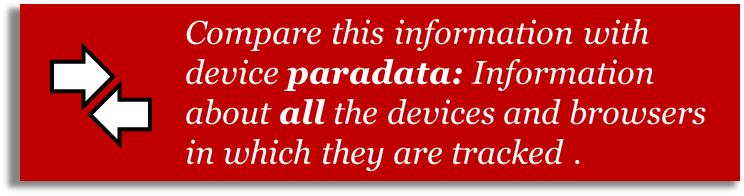 Compare this information with
device paradata: Information
about all the devices and browsers
in which they are tracked .